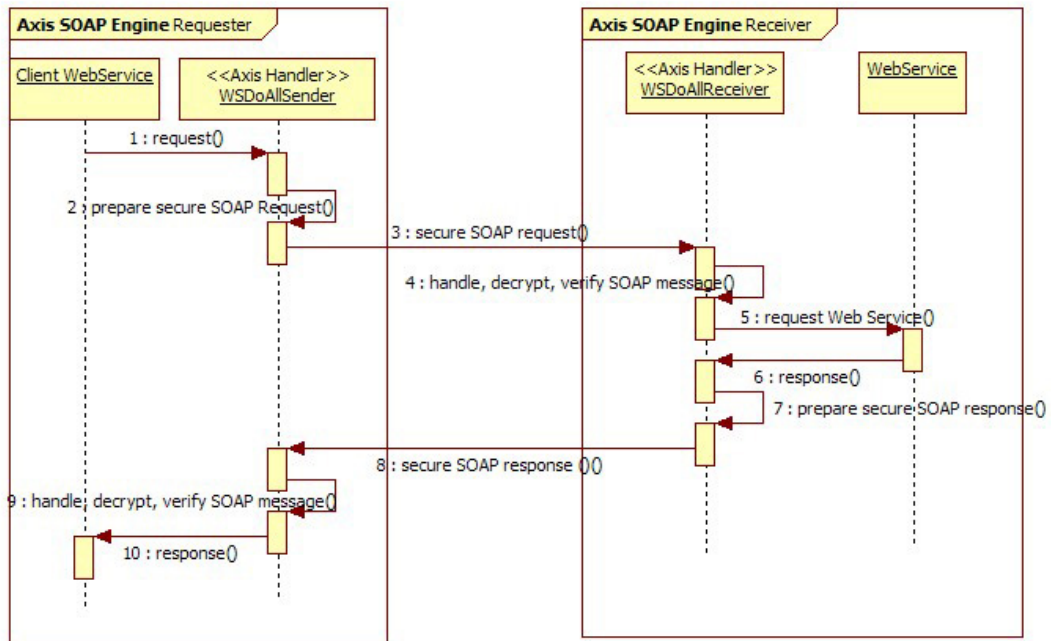 Axis SOAP Engine Requester
Axis SOAP Engine Receiver
Client WebService
<<Axis Handler>>
WSDoAllSender
<<Axis Handler>>
WSDoAllReceiver
WebService
1 : request()
2 : prepare secure SOAP Request()
3 : secure SOAP request()
4 : handle, decrypt, verify SOAP message()
5 : request Web Service()
6 : response()
7 : prepare secure SOAP response()
8 : secure SOAP response ()()
9 : handle, decrypt, verify SOAP message()
10 : response()